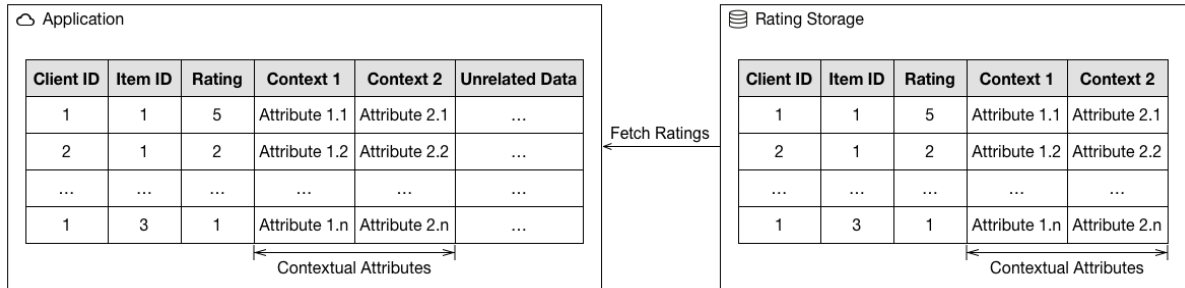 Application
Client ID Item ID Rating Context 1 Context 2 Unrelated Data
1 1 5 Attribute 1.1 Attribute 2.1 ...
2 1 2 Attribute 1.2 Attribute 2.2 ...
... ... ... ... ... ...
1 3 1 Attribute 1.n Attribute 2.n ...
Contextual Attributes
Fetch Ratings
Rating Storage
Client ID Item ID Rating Context 1 Context 2
1 1 5 Attribute 1.1 Attribute 2.1
2 1 2 Attribute 1.2 Attribute 2.2
... ... ... ... ...
1 3 1 Attribute 1.n Attribute 2.n
Contextual Attributes